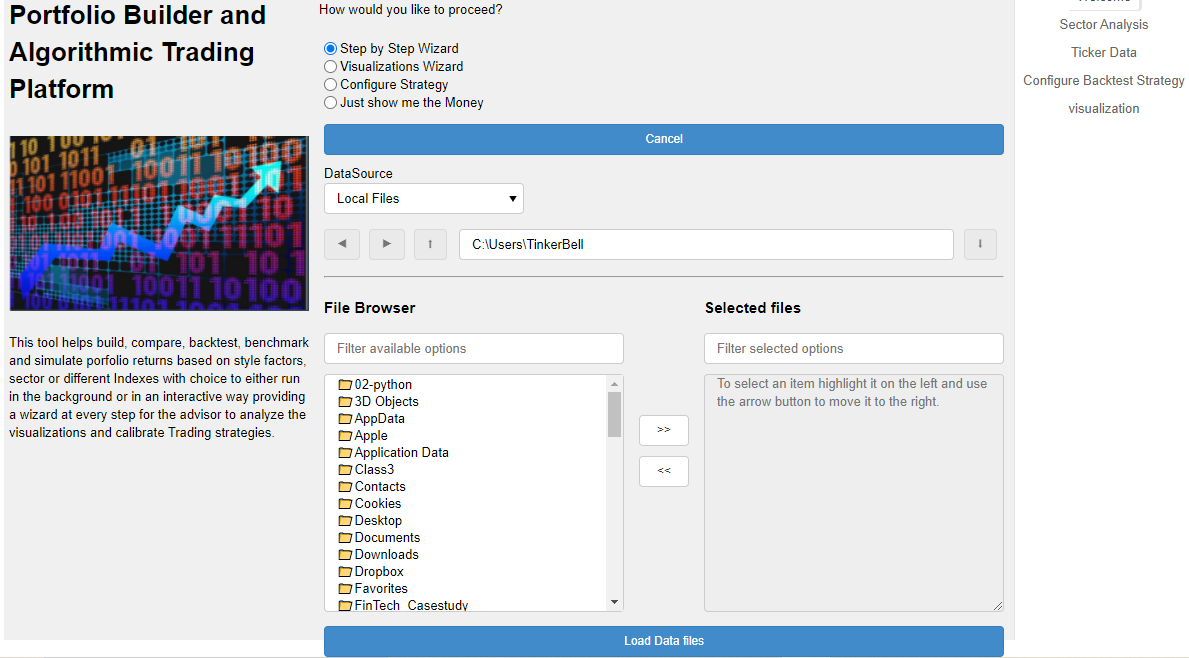 Portfolio Builder and
Algorithmic Trading
Platform
This tool helps build, compare, backtest, benchmark
and simulate porfolio returns based on style factors,
sector or different Indexes with choice to either run
in the background or in an interactive way providing
a wizard at every step for the advisor to analyze the
visualizations and calibrate Trading strategies.
How would you like to proceed?
Step by Step Wizard
Visualizations Wizard
Configure Strategy
Just show me the Money
Cancel
DataSource
Local Files
C:\Users\TinkerBell
File Browser
Filter available options
02-python
3D Objects
AppData
Apple
Application Data
Class3
Contacts
Cookies
Desktop
Documents
Downloads
Dropbox
Favorites
FinTech_Casestudy
>>
<<
Selected files
Filter selected options
To select an item highlight it on the left and use
the arrow button to move it to the right.
Load Data files
Sector Analysis
Ticker Data
Configure Backtest Strategy
visualization